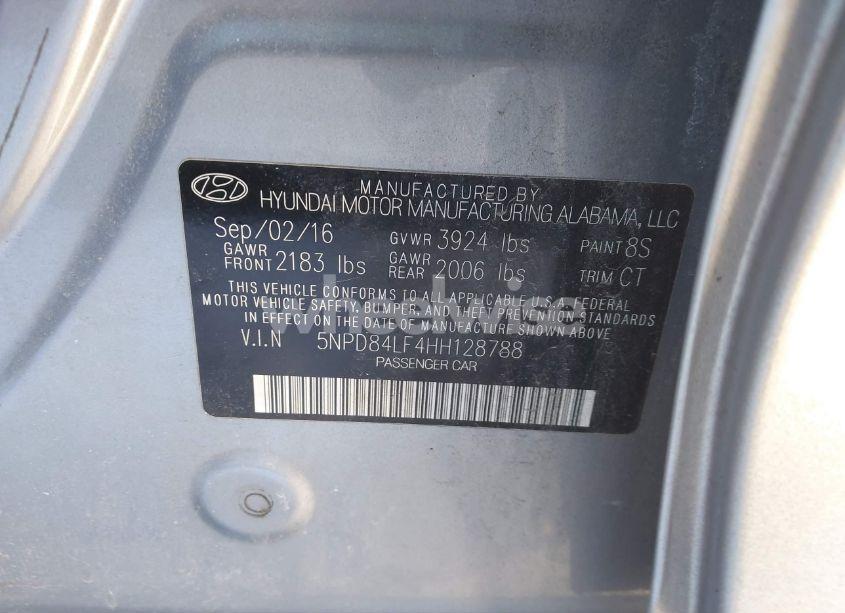 MANUFACTURED BY
HYUNDAI MOTOR MANUFACTURING ALABAMA, LLC
Sep/02/16 GVWR 3924 lbs PAINT 8S
GAWR FRONT 2183 lbs GAWR REAR 2006 lbs TRIM CT
THIS VEHICLE CONFORMS TO ALL APPLICABLE U.S.A. FEDERAL
MOTOR VEHICLE SAFETY, BUMPER, AND THEFT PREVENTION STANDARDS
IN EFFECT ON THE DATE OF MANUFACTURE SHOWN ABOVE
V.I.N 5NPD84LF4HH128788
PASSENGER CAR